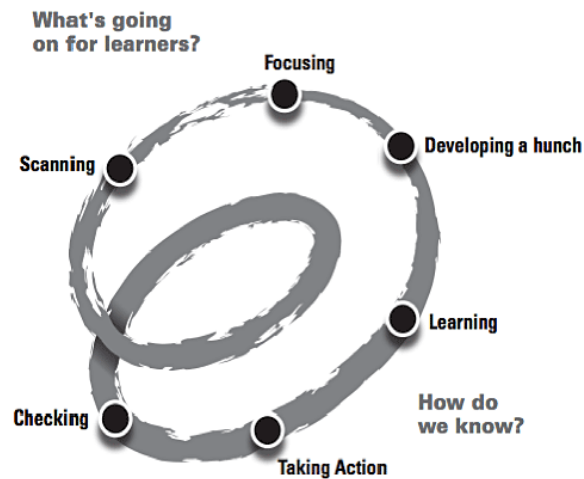 What's going
on for learners?
Focusing
Developing a hunch
Scanning
Learning
How do
we know?
Checking
Taking Action